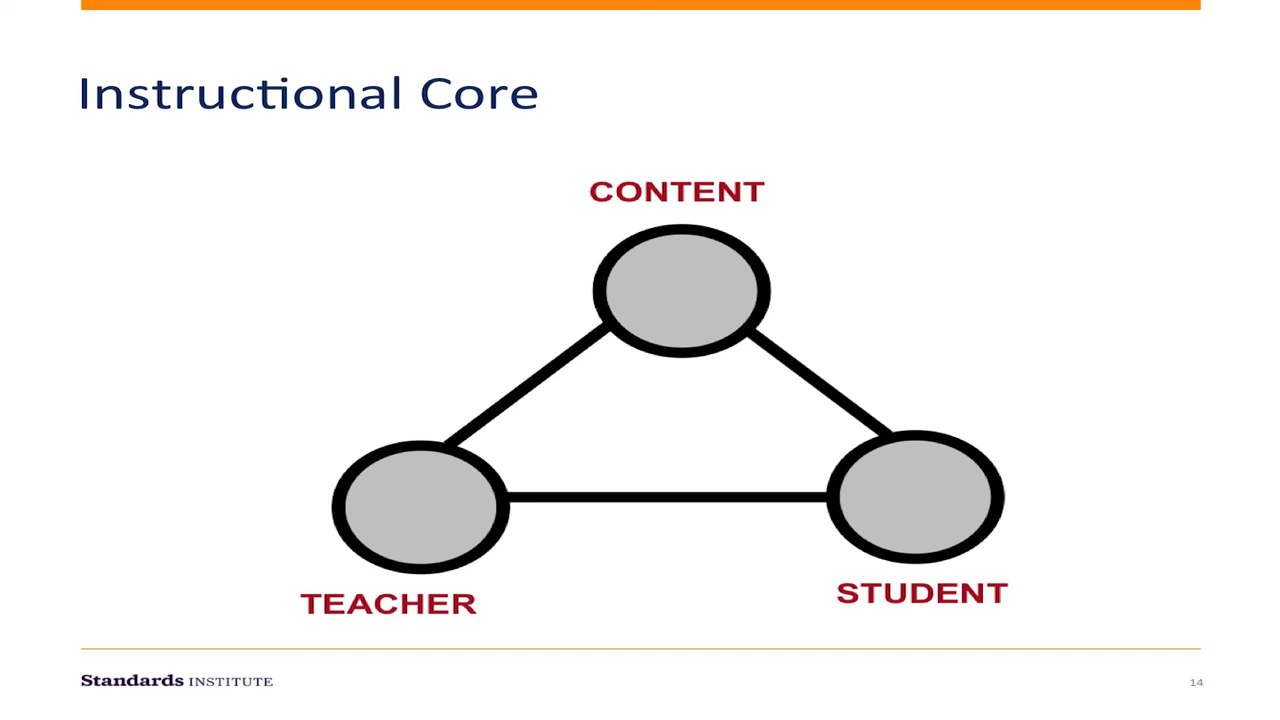 Instructional Core
CONTENT
TEACHER
STUDENT
Standards INSTITUTE
14